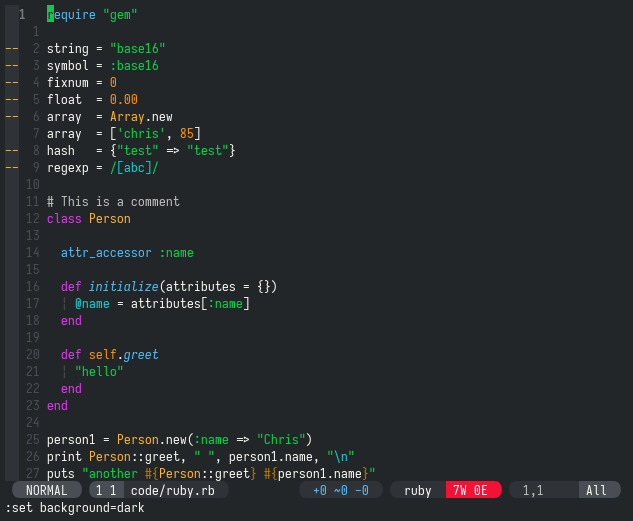 1 require "gem"
1
-- 2 string = "base16"
-- 3 symbol = :base16
-- 4 fixnum = 0
-- 5 float  = 0.00
-- 6 array  = Array.new
7 array  = ['chris', 85]
-- 8 hash   = {"test" => "test"}
-- 9 regexp = /[abc]/
10
11 # This is a comment
12 class Person
13
14   attr_accessor :name
15
16   def initialize(attributes = {})
17   ¦ @name = attributes[:name]
18   end
19
20   def self.greet
21   ¦ "hello"
22   end
23 end
24
25 person1 = Person.new(:name => "Chris")
26 print Person::greet, " ", person1.name, "\n"
27 puts "another #{Person::greet} #{person1.name}"
NORMAL 1 1 code/ruby.rb +0 ~0 -0 ruby 7W 0E 1,1 All
:set background=dark